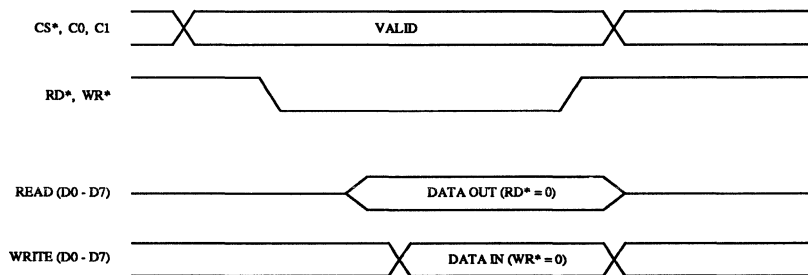 CS*, C0, C1 VALID
RD*, WR*
READ (D0 - D7) DATA OUT (RD* = 0)
WRITE (D0 - D7) DATA IN (WR* = 0)